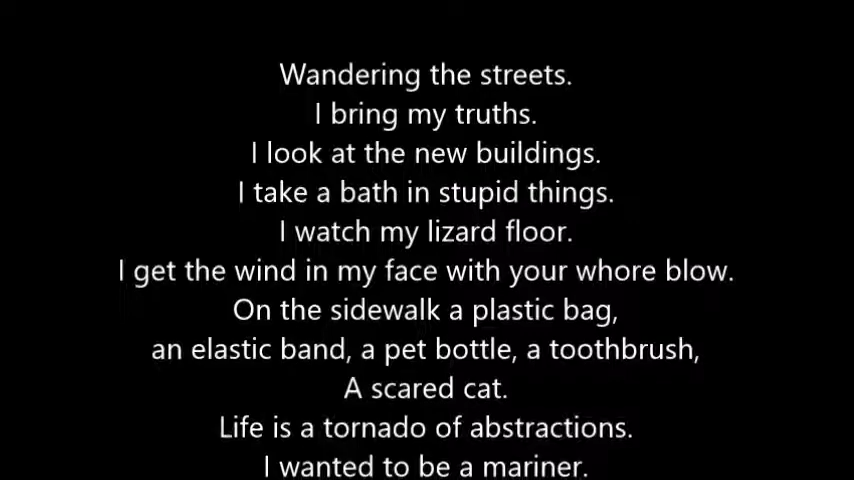 Wandering the streets.
I bring my truths.
I look at the new buildings.
I take a bath in stupid things.
I watch my lizard floor.
I get the wind in my face with your whore blow.
On the sidewalk a plastic bag,
an elastic band, a pet bottle, a toothbrush,
A scared cat.
Life is a tornado of abstractions.
I wanted to be a mariner.